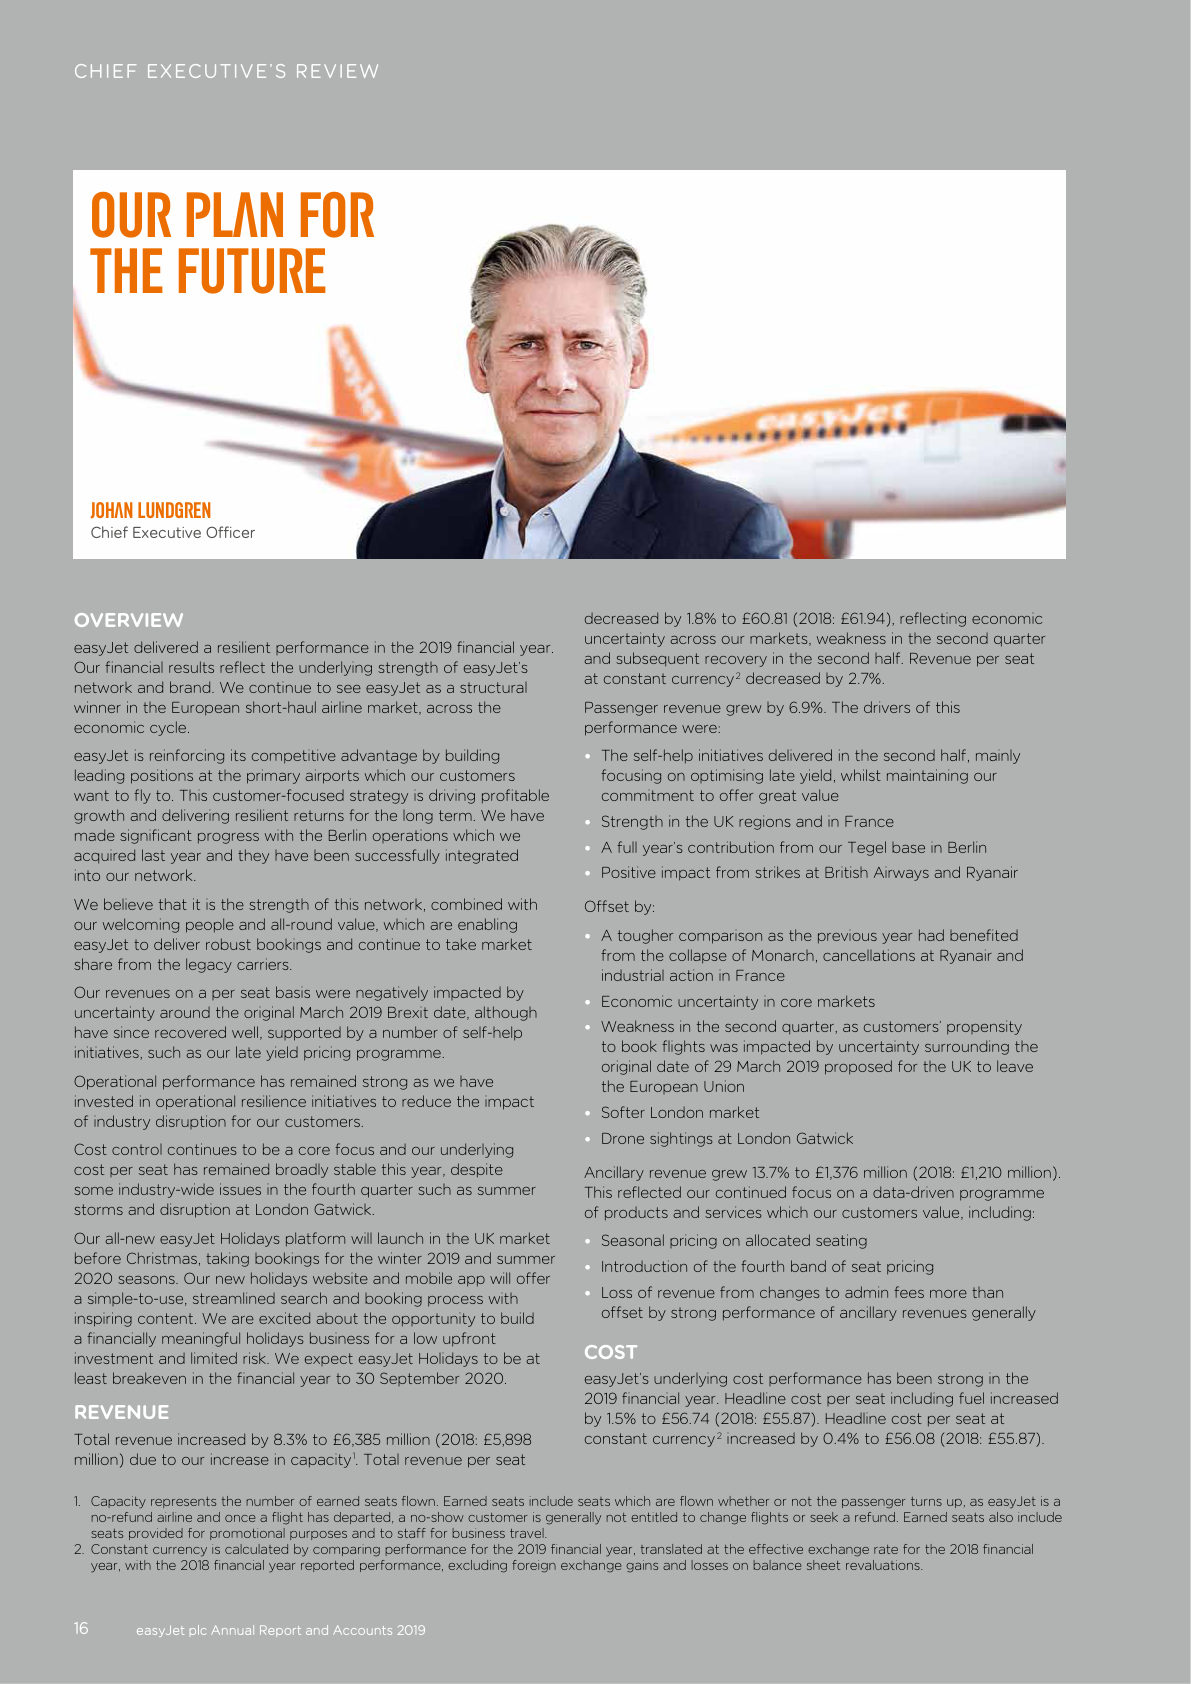 CHIEF EXECUTIVE'S REVIEW
OUR PLAN FOR
THE FUTURE
easyJet
easyJet
JOHAN LUNDGREN
Chief Executive Officer
OVERVIEW
easyJet delivered a resilient performance in the 2019 financial year.
Our financial results reflect the underlying strength of easyJet's
network and brand. We continue to see easyJet as a structural
winner in the European short-haul airline market, across the
economic cycle.
easyJet is reinforcing its competitive advantage by building
leading positions at the primary airports which our customers
want to fly to. This customer-focused strategy is driving profitable
growth and delivering resilient returns for the long term. We have
made significant progress with the Berlin operations which we
acquired last year and they have been successfully integrated
into our network.
We believe that it is the strength of this network, combined with
our welcoming people and all-round value, which are enabling
easyJet to deliver robust bookings and continue to take market
share from the legacy carriers.
Our revenues on a per seat basis were negatively impacted by
uncertainty around the original March 2019 Brexit date, although
have since recovered well, supported by a number of self-help
initiatives, such as our late yield pricing programme.
Operational performance has remained strong as we have
invested in operational resilience initiatives to reduce the impact
of industry disruption for our customers.
Cost control continues to be a core focus and our underlying
cost per seat has remained broadly stable this year, despite
some industry-wide issues in the fourth quarter such as summer
storms and disruption at London Gatwick.
Our all-new easyJet Holidays platform will launch in the UK market
before Christmas, taking bookings for the winter 2019 and summer
2020 seasons. Our new holidays website and mobile app will offer
a simple-to-use, streamlined search and booking process with
inspiring content. We are excited about the opportunity to build
a financially meaningful holidays business for a low upfront
investment and limited risk. We expect easyJet Holidays to be at
least breakeven in the financial year to 30 September 2020.
REVENUE
Total revenue increased by 8.3% to £6,385 million (2018: £5,898
million) due to our increase in capacity¹. Total revenue per seat
decreased by 1.8% to £60.81 (2018: £61.94), reflecting economic
uncertainty across our markets, weakness in the second quarter
and subsequent recovery in the second half. Revenue per seat
at constant currency² decreased by 2.7%.
Passenger revenue grew by 6.9%. The drivers of this
performance were:
• The self-help initiatives delivered in the second half, mainly
focusing on optimising late yield, whilst maintaining our
commitment to offer great value
• Strength in the UK regions and in France
• A full year's contribution from our Tegel base in Berlin
• Positive impact from strikes at British Airways and Ryanair
Offset by:
• A tougher comparison as the previous year had benefited
from the collapse of Monarch, cancellations at Ryanair and
industrial action in France
• Economic uncertainty in core markets
• Weakness in the second quarter, as customers' propensity
to book flights was impacted by uncertainty surrounding the
original date of 29 March 2019 proposed for the UK to leave
the European Union
• Softer London market
• Drone sightings at London Gatwick
Ancillary revenue grew 13.7% to £1,376 million (2018: £1,210 million).
This reflected our continued focus on a data-driven programme
of products and services which our customers value, including:
• Seasonal pricing on allocated seating
• Introduction of the fourth band of seat pricing
• Loss of revenue from changes to admin fees more than
offset by strong performance of ancillary revenues generally
COST
easyJet's underlying cost performance has been strong in the
2019 financial year. Headline cost per seat including fuel increased
by 1.5% to £56.74 (2018: £55.87). Headline cost per seat at
constant currency² increased by 0.4% to £56.08 (2018: £55.87).
1. Capacity represents the number of earned seats flown. Earned seats include seats which are flown whether or not the passenger turns up, as easyJet is a
no-refund airline and once a flight has departed, a no-show customer is generally not entitled to change flights or seek a refund. Earned seats also include
seats provided for promotional purposes and to staff for business travel.
2. Constant currency is calculated by comparing performance for the 2019 financial year, translated at the effective exchange rate for the 2018 financial
year, with the 2018 financial year reported performance, excluding foreign exchange gains and losses on balance sheet revaluations.
16 easyJet plc Annual Report and Accounts 2019